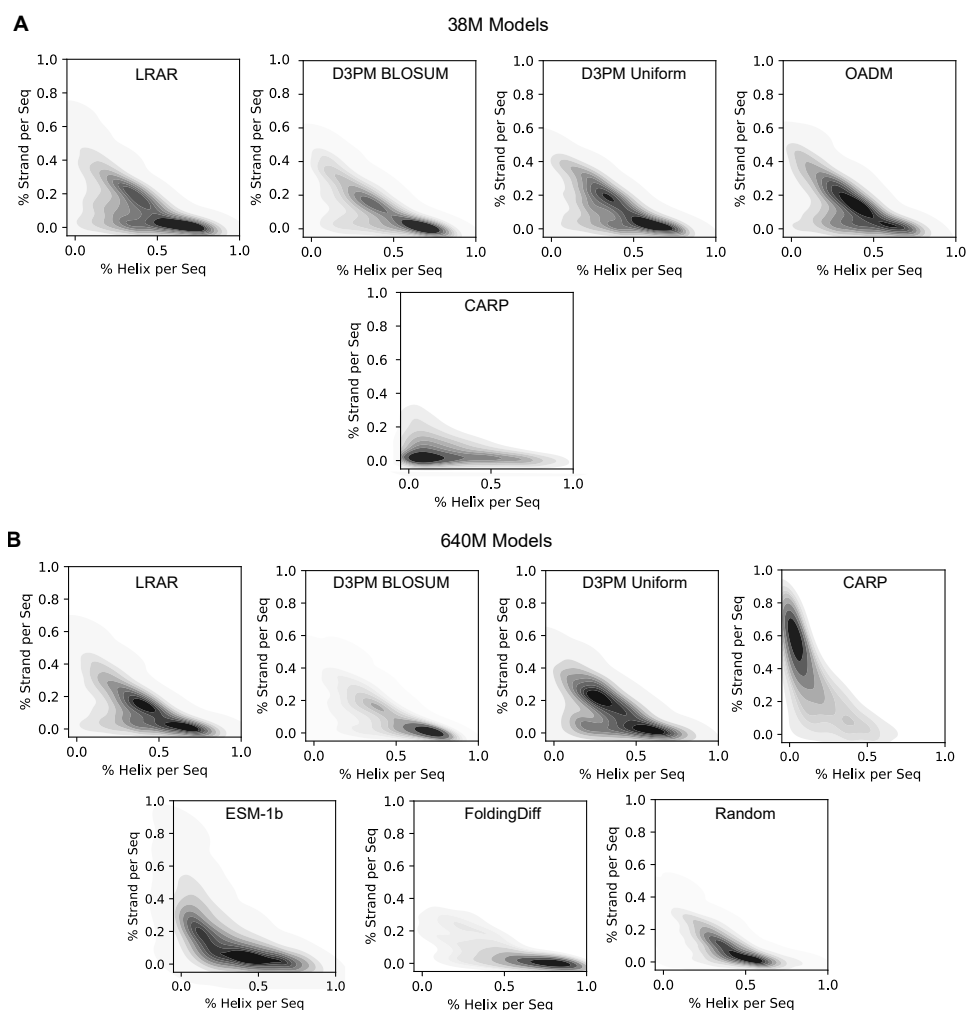 A
38M Models
LRAR
1.0
0.8
0.6
0.4
0.2
0.0
% Strand per Seq
0.0 0.5 1.0
% Helix per Seq
D3PM BLOSUM
1.0
0.8
0.6
0.4
0.2
0.0
% Strand per Seq
0.0 0.5 1.0
% Helix per Seq
D3PM Uniform
1.0
0.8
0.6
0.4
0.2
0.0
% Strand per Seq
0.0 0.5 1.0
% Helix per Seq
OADM
1.0
0.8
0.6
0.4
0.2
0.0
% Strand per Seq
0.0 0.5 1.0
% Helix per Seq
CARP
1.0
0.8
0.6
0.4
0.2
0.0
% Strand per Seq
0.0 0.5 1.0
% Helix per Seq
B
640M Models
LRAR
1.0
0.8
0.6
0.4
0.2
0.0
% Strand per Seq
0.0 0.5 1.0
% Helix per Seq
D3PM BLOSUM
1.0
0.8
0.6
0.4
0.2
0.0
% Strand per Seq
0.0 0.5 1.0
% Helix per Seq
D3PM Uniform
1.0
0.8
0.6
0.4
0.2
0.0
% Strand per Seq
0.0 0.5 1.0
% Helix per Seq
CARP
1.0
0.8
0.6
0.4
0.2
0.0
% Strand per Seq
0.0 0.5 1.0
% Helix per Seq
ESM-1b
1.0
0.8
0.6
0.4
0.2
0.0
% Strand per Seq
0.0 0.5 1.0
% Helix per Seq
FoldingDiff
1.0
0.8
0.6
0.4
0.2
0.0
% Strand per Seq
0.0 0.5 1.0
% Helix per Seq
Random
1.0
0.8
0.6
0.4
0.2
0.0
% Strand per Seq
0.0 0.5 1.0
% Helix per Seq